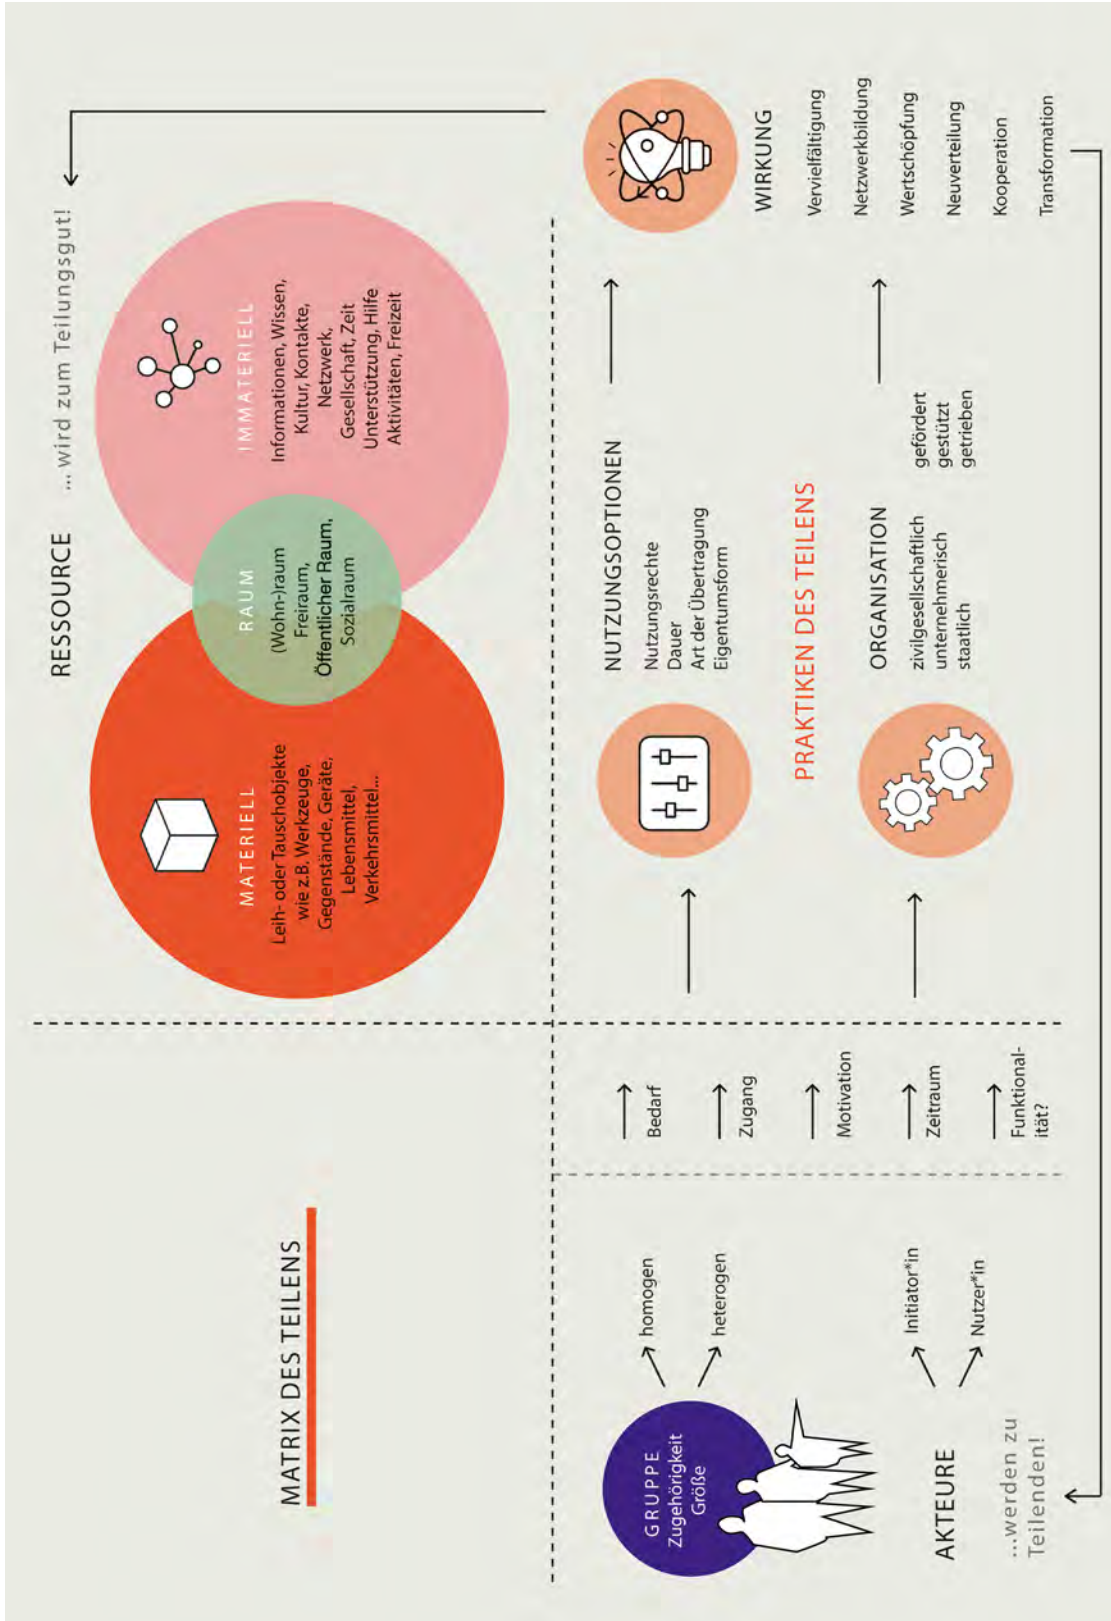 MATRIX DES TEILENS
RESSOURCE
... wird zum Teilungsgut!
MATERIELL
Leih- oder Tauschobjekte
wie z.B. Werkzeuge,
Gegenstände, Geräte,
Lebensmittel,
Verkehrsmittel...
RAUM
(Wohn-)raum
Freiraum,
Öffentlicher Raum,
Sozialraum
IMMATERIELL
Informationen, Wissen,
Kultur, Kontakte,
Netzwerk,
Gesellschaft, Zeit
Unterstützung, Hilfe
Aktivitäten, Freizeit
GRUPPE
Zugehörigkeit
Größe
homogen
heterogen
AKTEURE
Initiator*in
Nutzer*in
...werden zu
Teilenden!
Bedarf
Zugang
Motivation
Zeitraum
Funktional-
ität?
NUTZUNGSOPTIONEN
Nutzungsrechte
Dauer
Art der Übertragung
Eigentumsform
PRAKTIKEN DES TEILENS
ORGANISATION
zivilgesellschaftlich
unternehmerisch
staatlich
gefördert
gestützt
getrieben
WIRKUNG
Vervielfältigung
Netzwerkbildung
Wertschöpfung
Neuverteilung
Kooperation
Transformation